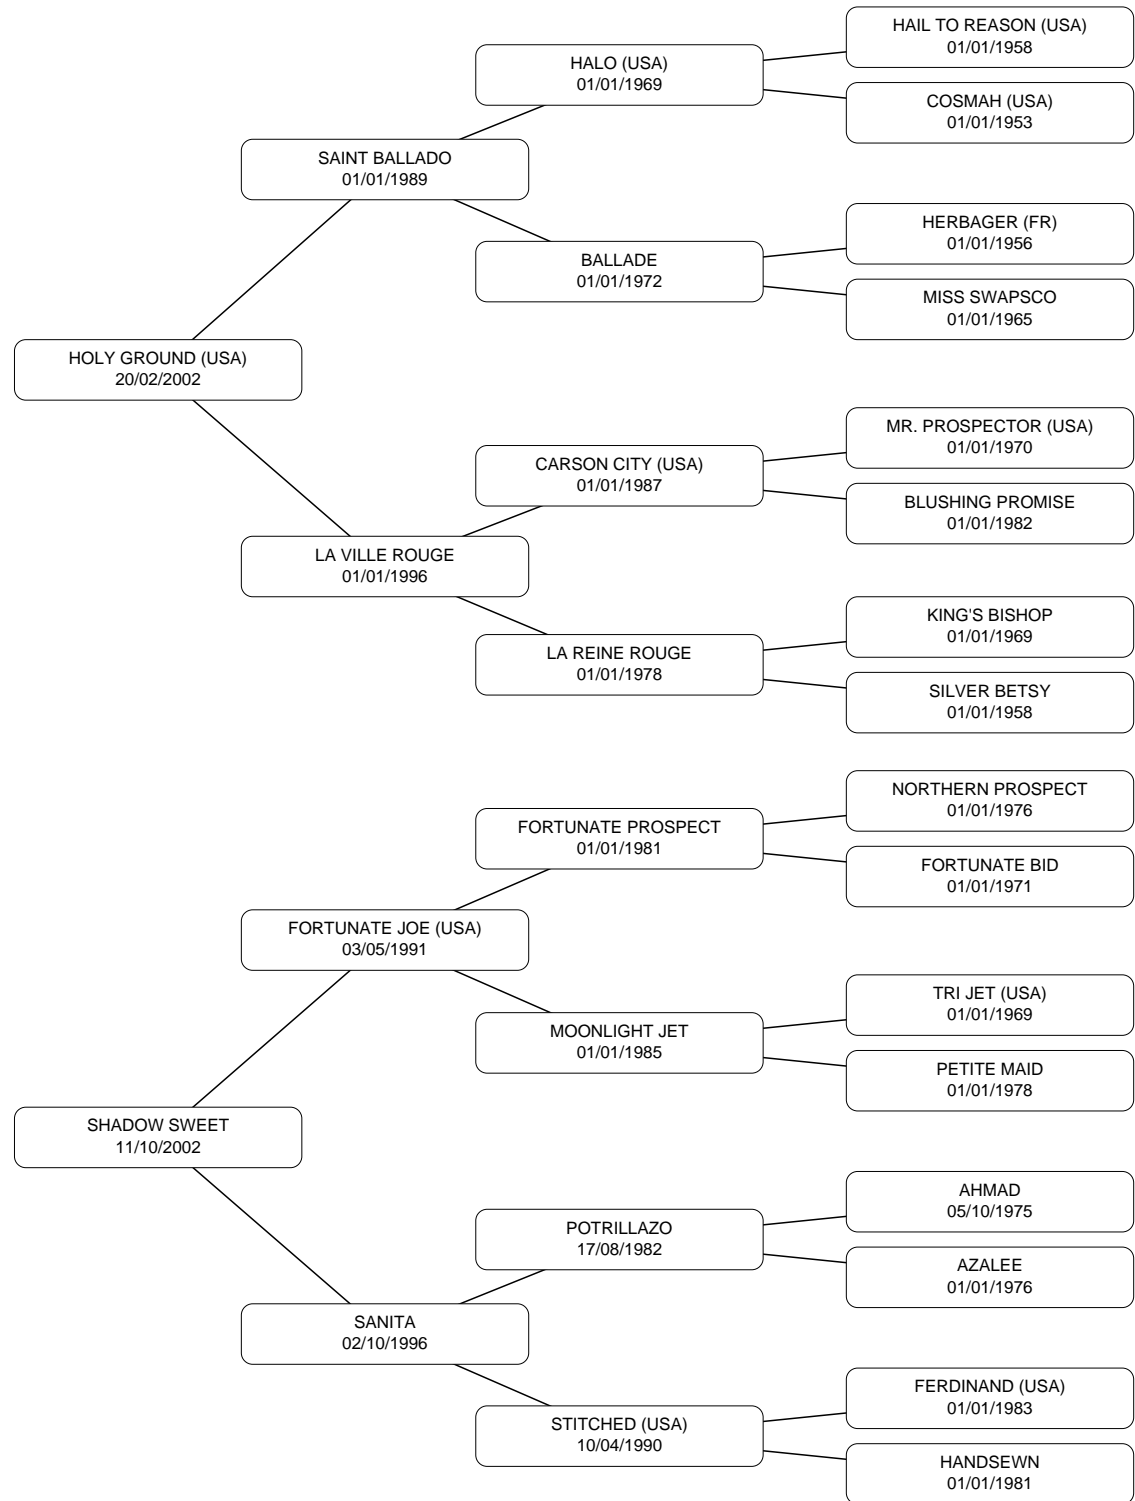 HAIL TO REASON (USA)
01/01/1958
HALO (USA)
01/01/1969
COSMAH (USA)
01/01/1953
SAINT BALLADO
01/01/1989
HERBAGER (FR)
01/01/1956
BALLADE
01/01/1972
MISS SWAPSCO
01/01/1965
HOLY GROUND (USA)
20/02/2002
MR. PROSPECTOR (USA)
01/01/1970
CARSON CITY (USA)
01/01/1987
BLUSHING PROMISE
01/01/1982
LA VILLE ROUGE
01/01/1996
KING'S BISHOP
01/01/1969
LA REINE ROUGE
01/01/1978
SILVER BETSY
01/01/1958
NORTHERN PROSPECT
01/01/1976
FORTUNATE PROSPECT
01/01/1981
FORTUNATE BID
01/01/1971
FORTUNATE JOE (USA)
03/05/1991
TRI JET (USA)
01/01/1969
MOONLIGHT JET
01/01/1985
PETITE MAID
01/01/1978
SHADOW SWEET
11/10/2002
AHMAD
05/10/1975
POTRILLAZO
17/08/1982
AZALEE
01/01/1976
SANITA
02/10/1996
FERDINAND (USA)
01/01/1983
STITCHED (USA)
10/04/1990
HANDSEWN
01/01/1981